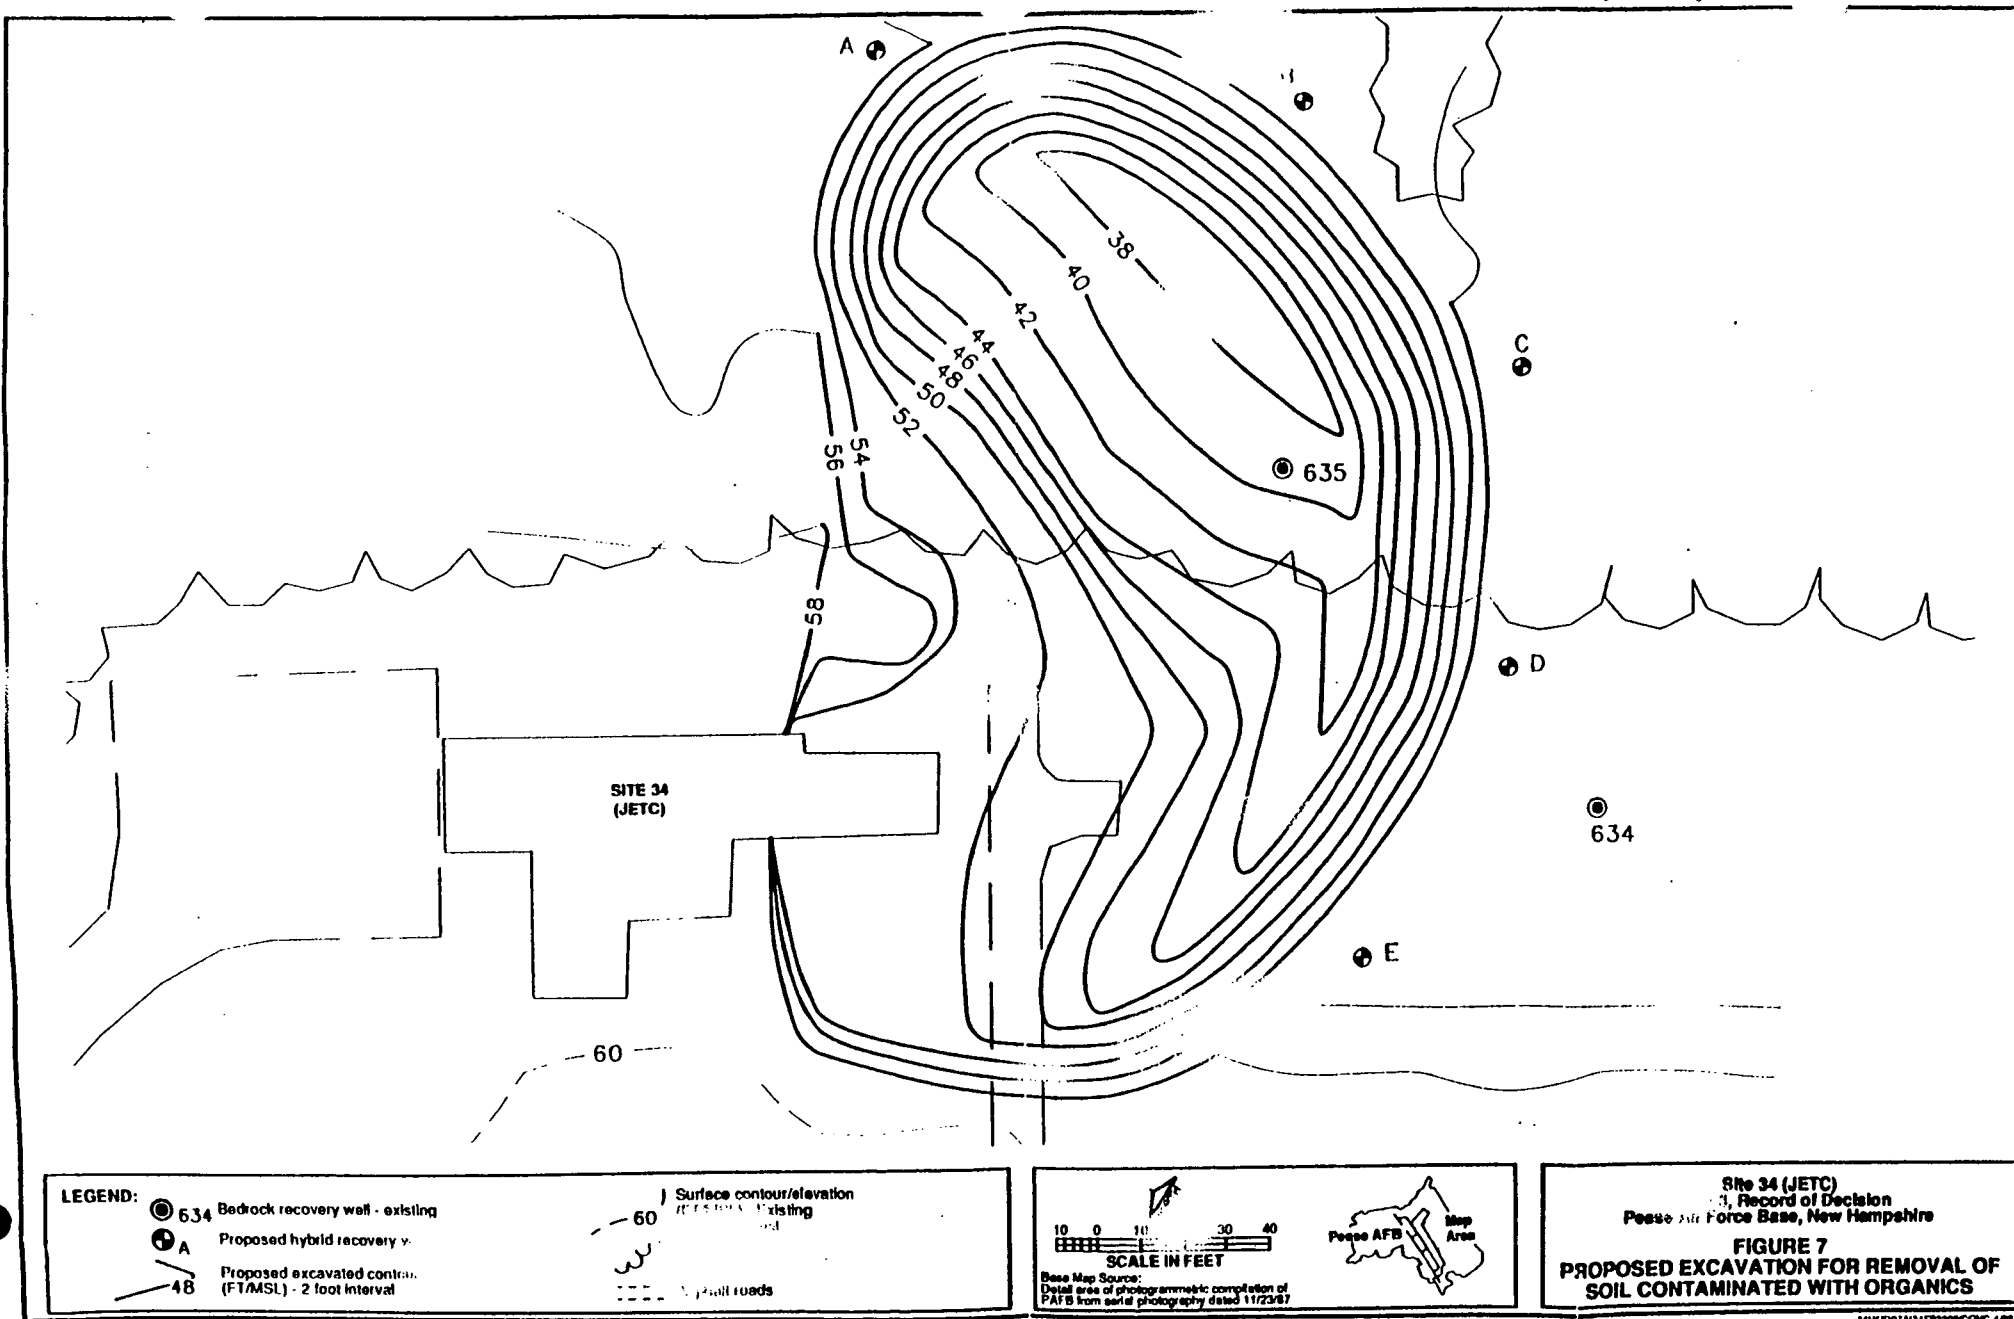 A
38
40
42
44
46
48
50
52
54
56
58
635
C
D
634
E
SITE 34
(JETC)
60
LEGEND:
634 Bedrock recovery well - existing
A Proposed hybrid recovery
48 Proposed excavated
(FT/MSL) - 2 foot interval
60 Surface contour/elevation
roads
10 0 10 30 40
SCALE IN FEET
Base Map Source:
Detail area of photogrammetric compilation of
PAFB from aerial photography dated 11/23/87
Pease AFB
Map
Area
Site 34 (JETC)
Record of Decision
Pease Force Base, New Hampshire
FIGURE 7
PROPOSED EXCAVATION FOR REMOVAL OF
SOIL CONTAMINATED WITH ORGANICS